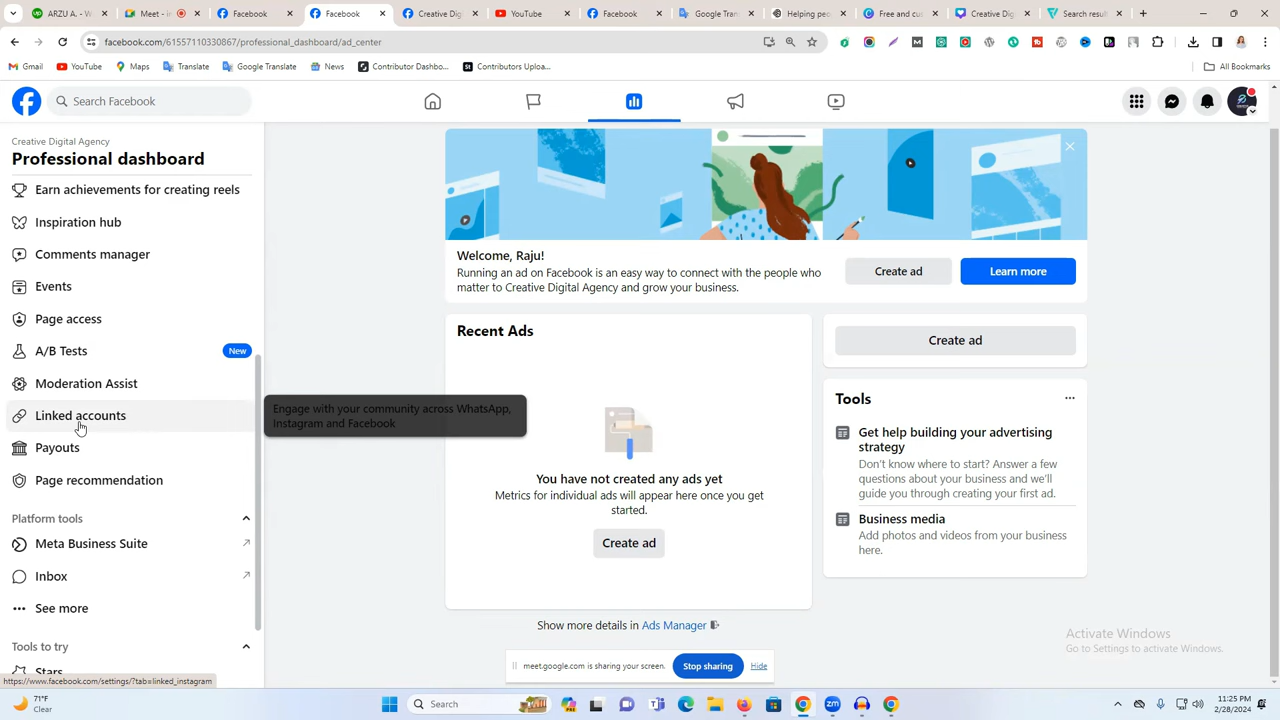 ARZU A. - W
Meet -
Facebook
Facebook
Creative Dig
YouTube
Facebook
Google Tran
Helping peo
Free and cu
Creative Dig
Search resul
facebook.com/61557110330867/professional_dashboard/ad_center
Gmail
YouTube
Maps
Translate
Google Translate
News
Contributor Dashbo...
Contributors Uploa...
All Bookmarks
Search Facebook
Creative Digital Agency
Professional dashboard
Earn achievements for creating reels
Inspiration hub
Comments manager
Events
Page access
A/B Tests
New
Moderation Assist
Linked accounts
Engage with your community across WhatsApp,
Instagram and Facebook
Payouts
Page recommendation
Platform tools
Meta Business Suite
Inbox
See more
Tools to try
Stars
https://www.facebook.com/settings/?tab=linked_instagram
Welcome, Raju!
Running an ad on Facebook is an easy way to connect with the people who
matter to Creative Digital Agency and grow your business.
Create ad
Learn more
Recent Ads
You have not created any ads yet
Metrics for individual ads will appear here once you get
started.
Create ad
Show more details in Ads Manager
Create ad
Tools
Get help building your advertising
strategy
Don't know where to start? Answer a few
questions about your business and we'll
guide you through creating your first ad.
Business media
Add photos and videos from your business
here.
Activate Windows
Go to Settings to activate Windows.
meet.google.com is sharing your screen.
Stop sharing
Hide
71°F
Clear
Search
11:25 PM
2/28/2024